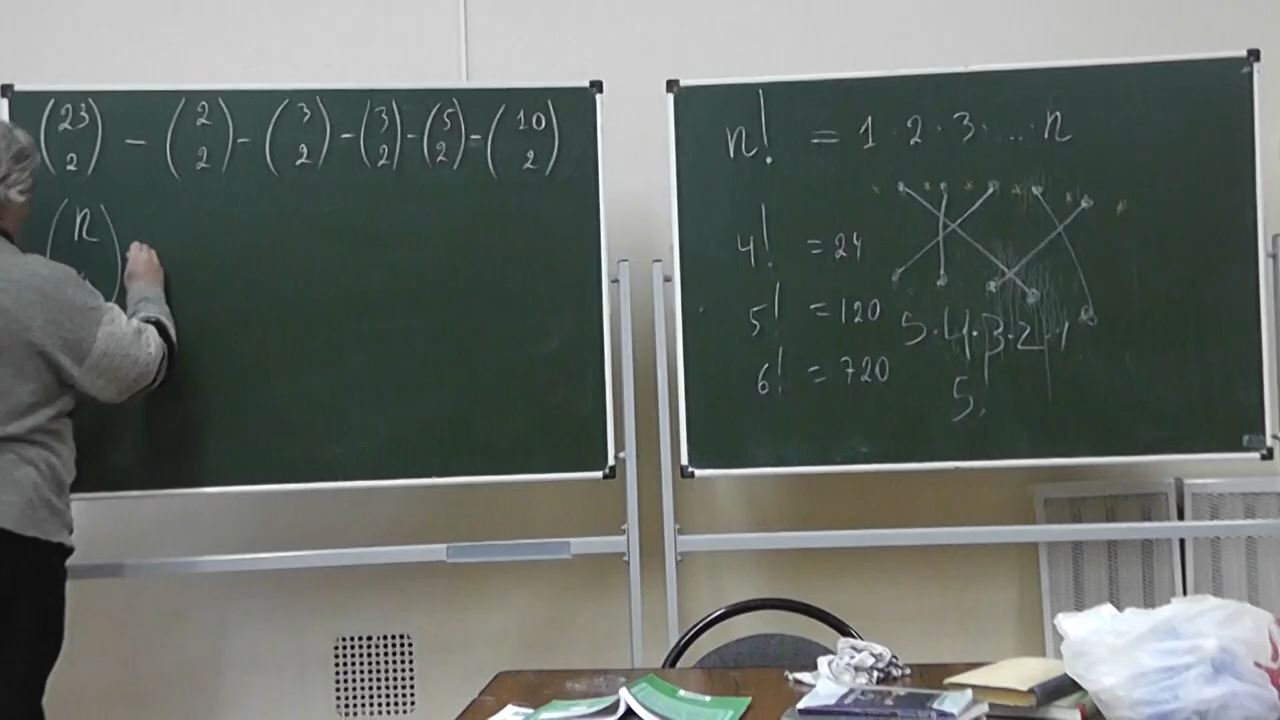 (23 2) - (2 2) - (3 2) - (3 2) - (5 2) - (10 2)
(n
n! = 1 · 2 · 3 · ... · n
4! = 24
5! = 120
6! = 720
5 · 4 · 3 · 2 · 1
5.